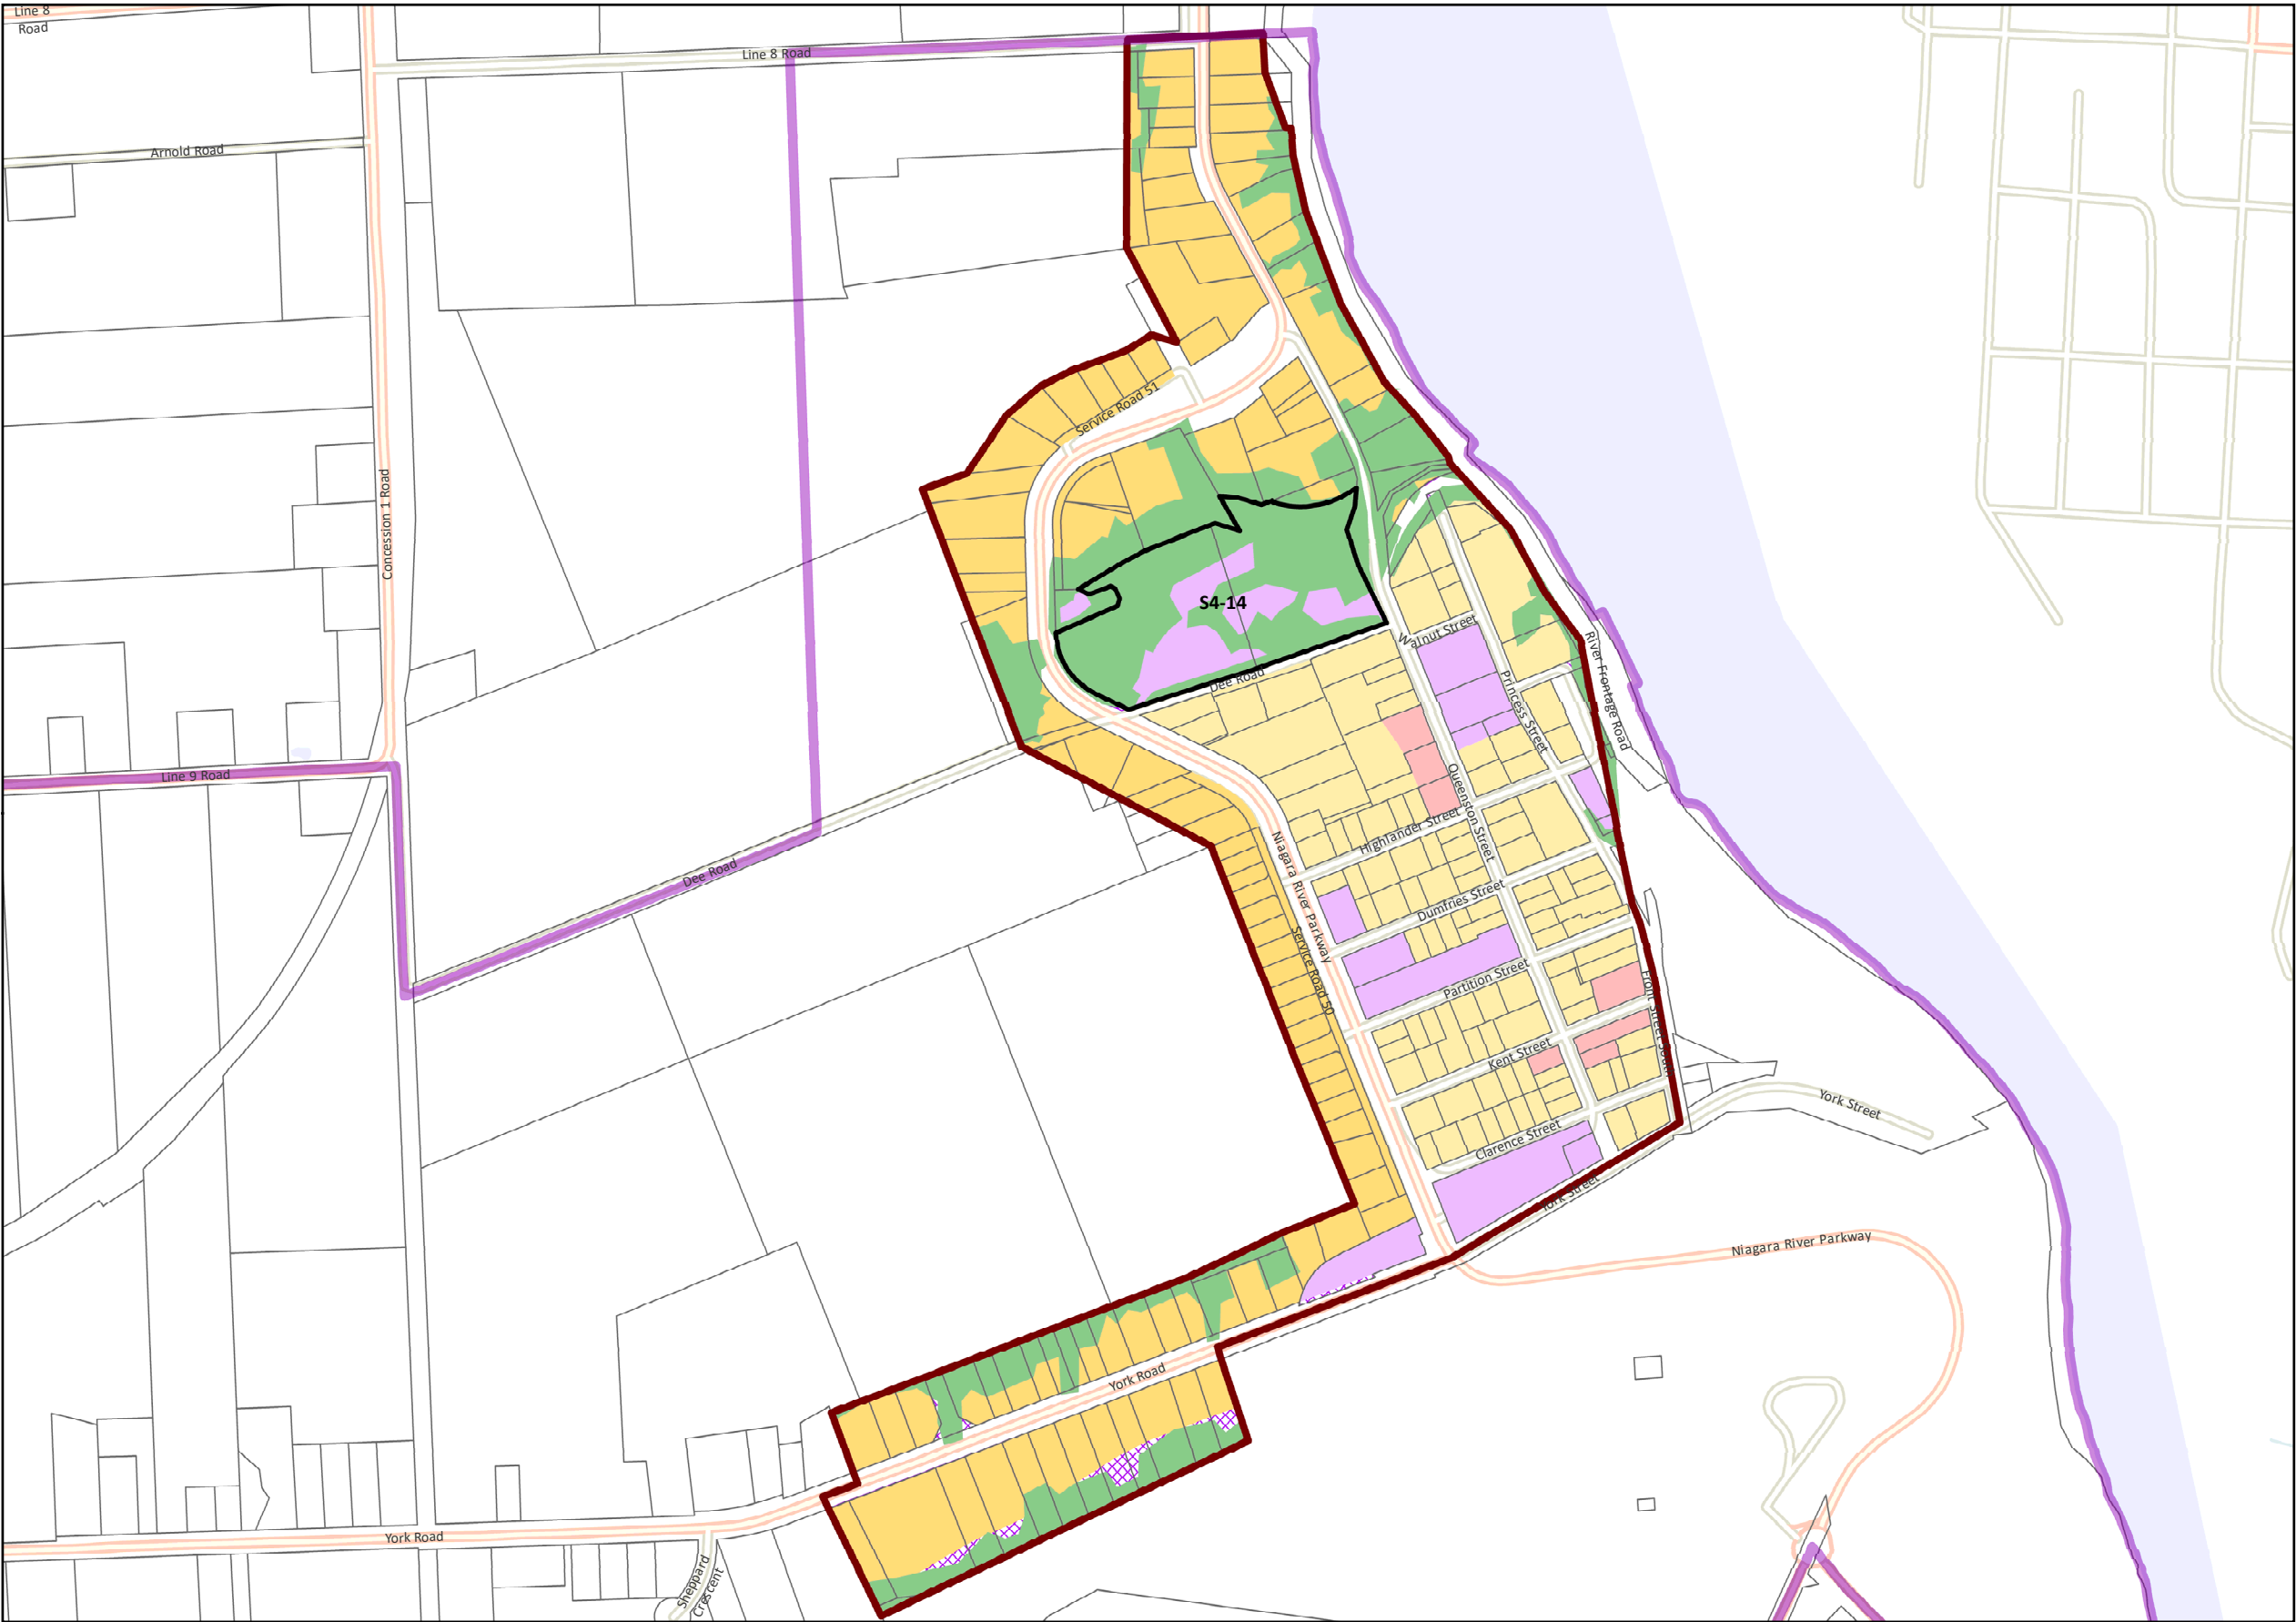 Line 8
Road
Line 8 Road
Arnold Road
Service Road 51
Concession 1 Road
S4-14
Walnut Street
River Frontage Road
Dee Road
Princess Street
Line 9 Road
Queenston Street
Highlander Street
Niagara River Parkway
Dee Road
Dumfries Street
Service Road 50
Partition Street
Front Street South
Kent Street
York Street
Clarence Street
York Street
Niagara River Parkway
York Road
York Road
Sheppard
Crescent